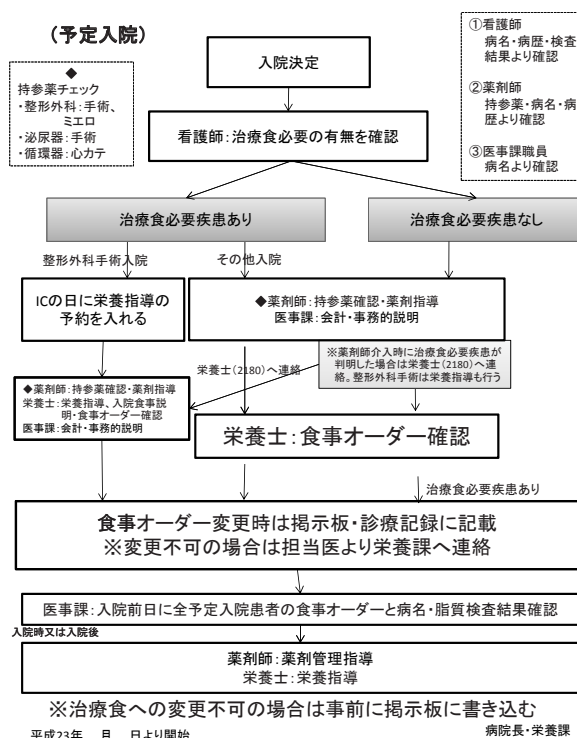 (予定入院)
◆
持参薬チェック
・整形外科:手術、
ミエロ
・泌尿器:手術
・循環器:心カテ
入院決定
①看護師
病名・病歴・検査
結果より確認
②薬剤師
持参薬・病名・病
歴より確認
③医事課職員
病名より確認
看護師:治療食必要の有無を確認
治療食必要疾患あり
治療食必要疾患なし
整形外科手術入院
その他入院
ICの日に栄養指導の
予約を入れる
◆薬剤師:持参薬確認・薬剤指導
医事課:会計・事務的説明
栄養士(2180)へ連絡
※薬剤師介入時に治療食必要疾患が
判明した場合は栄養士(2180)へ連
絡。整形外科手術は栄養指導も行う
◆薬剤師:持参薬確認・薬剤指導
栄養士:栄養指導、入院食事説
明・食事オーダー確認
医事課:会計・事務的説明
栄養士:食事オーダー確認
治療食必要疾患あり
食事オーダー変更時は掲示板・診療記録に記載
※変更不可の場合は担当医より栄養課へ連絡
医事課:入院前日に全予定入院患者の食事オーダーと病名・脂質検査結果確認
入院時又は入院後
薬剤師:薬剤管理指導
栄養士:栄養指導
※治療食への変更不可の場合は事前に掲示板に書き込む
平成23年 月 日より開始
病院長・栄養課